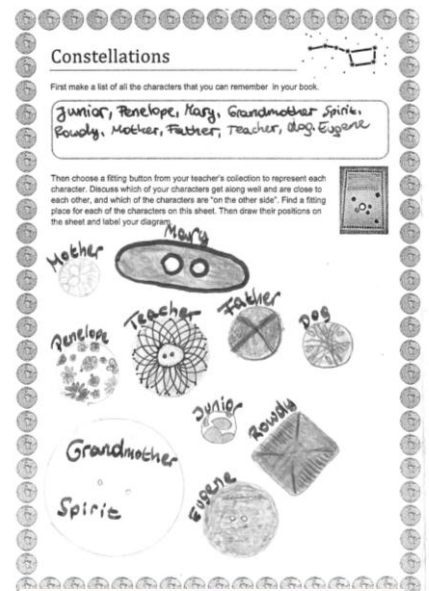 Constellations
First make a list of all the characters that you can remember in your book.
Junior, Penelope, Mary, Grandmother Spirit,
Rowdy, Mother, Father, Teacher, dog, Eugene
Then choose a fitting button from your teacher's collection to represent each
character. Discuss which of your characters get along well and are close to
each other, and which of the characters are "on the other side". Find a fitting
place for each of the characters on this sheet. Then draw their positions on
the sheet and label your diagram.
Mary
Mother
Father
Teacher
Dog
Penelope
Junior
Rowdy
Grandmother
Spirit
Eugene